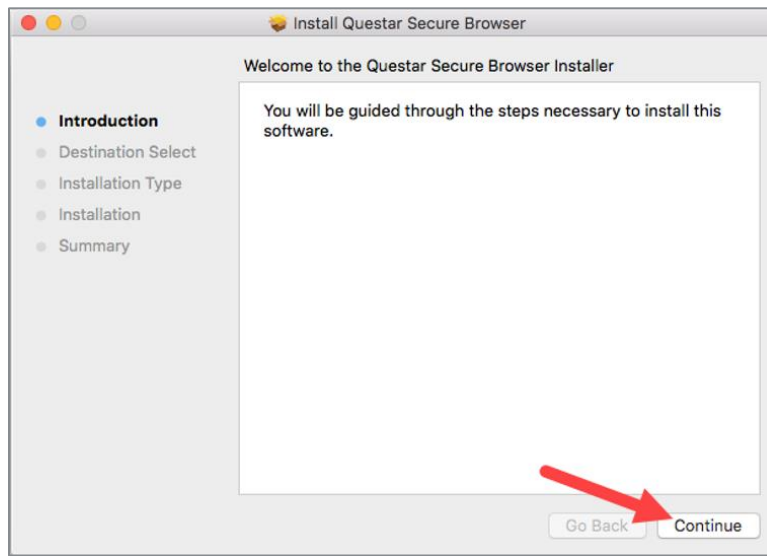 Install Questar Secure Browser
Welcome to the Questar Secure Browser Installer
Introduction
Destination Select
Installation Type
Installation
Summary
You will be guided through the steps necessary to install this
software.
Go Back
Continue